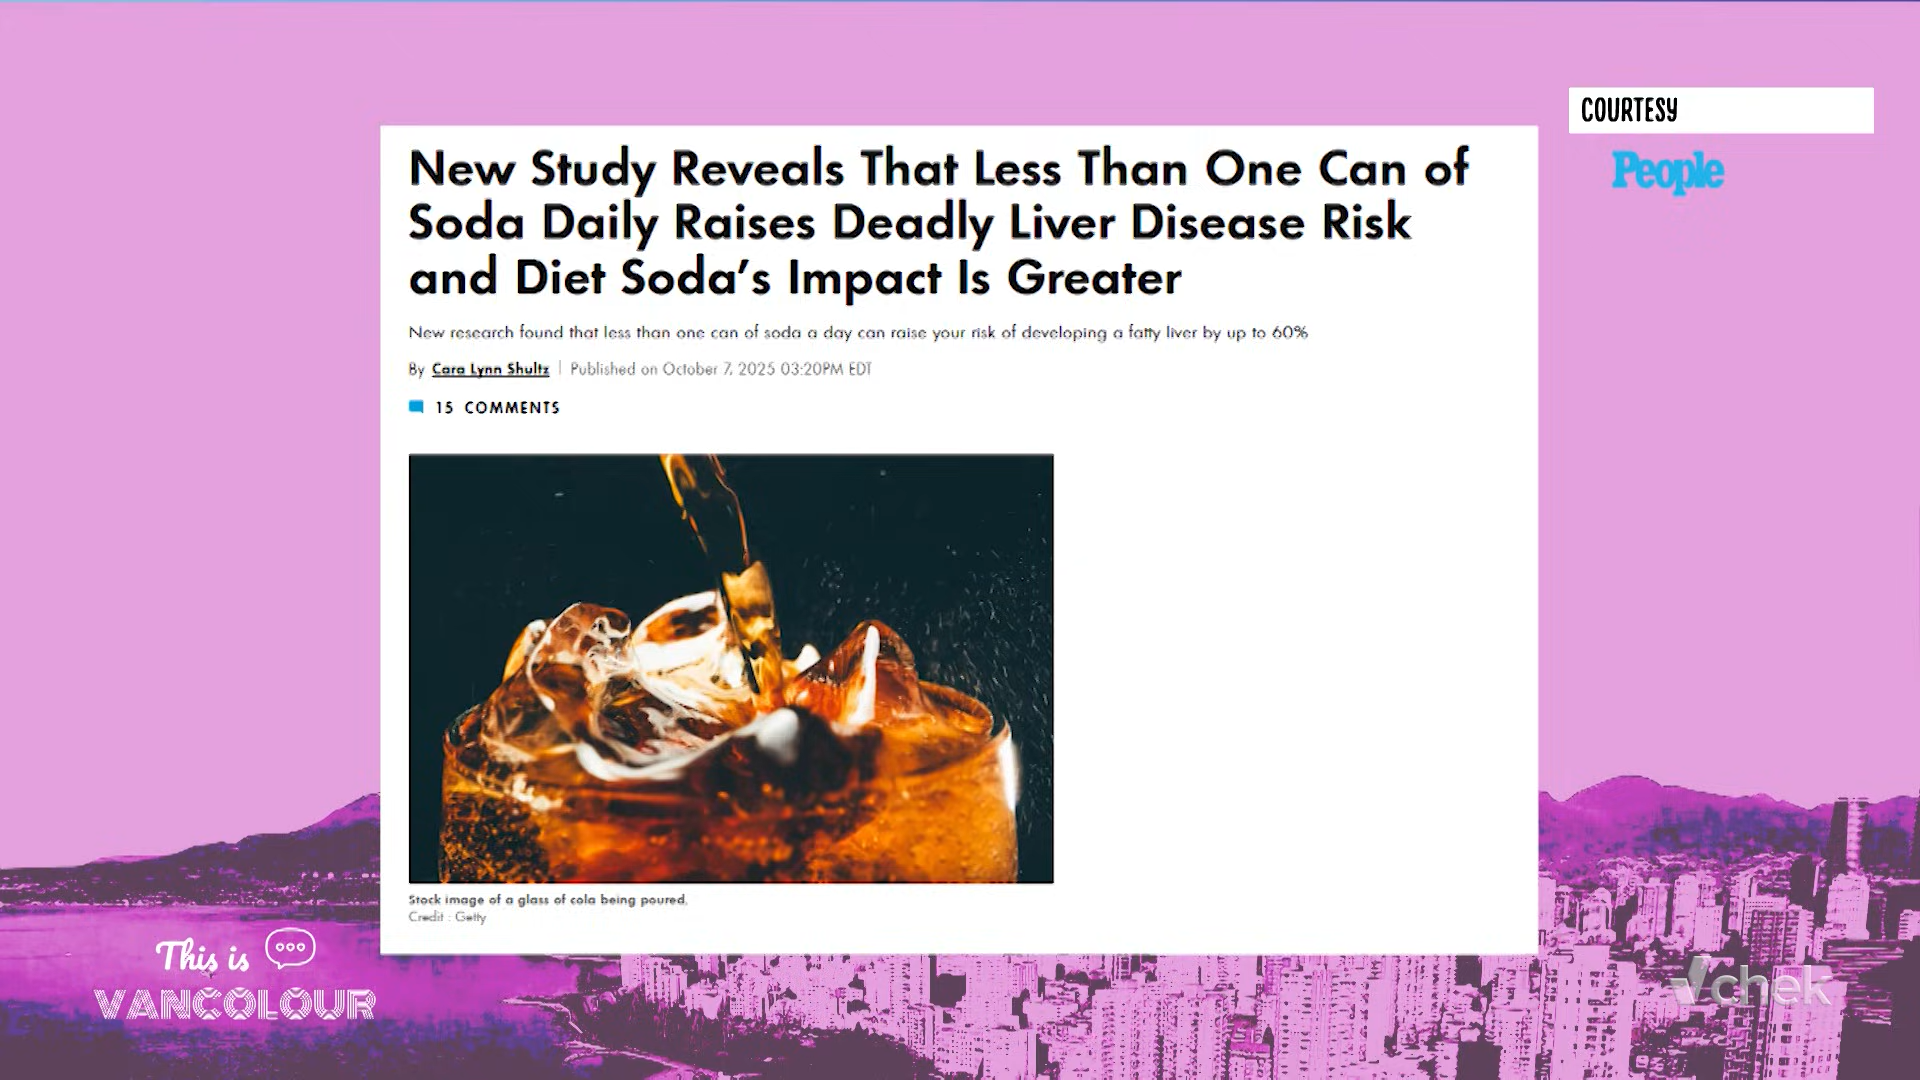 COURTESY
People
New Study Reveals That Less Than One Can of
Soda Daily Raises Deadly Liver Disease Risk
and Diet Soda’s Impact Is Greater
New research found that less than one can of soda a day can raise your risk of developing a fatty liver by up to 60%
By Cara Lynn Shultz | Published on October 7, 2025 03:20PM EDT
15 COMMENTS
Stock image of a glass of cola being poured.
Credit : Getty
This is
VANCOLOUR
chek